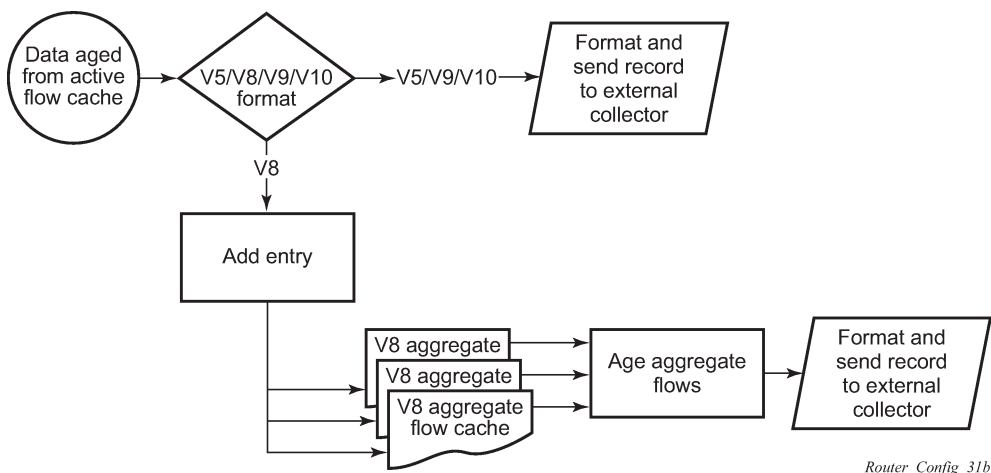 Data aged
from active
flow cache
V5/V8/V9/V10
format
V5/V9/V10
Format and
send record
to external
collector
V8
Add entry
V8 aggregate
V8 aggregate
V8 aggregate
flow cache
Age aggregate
flows
Format and
send record
to external
collector
Router_Config_31b